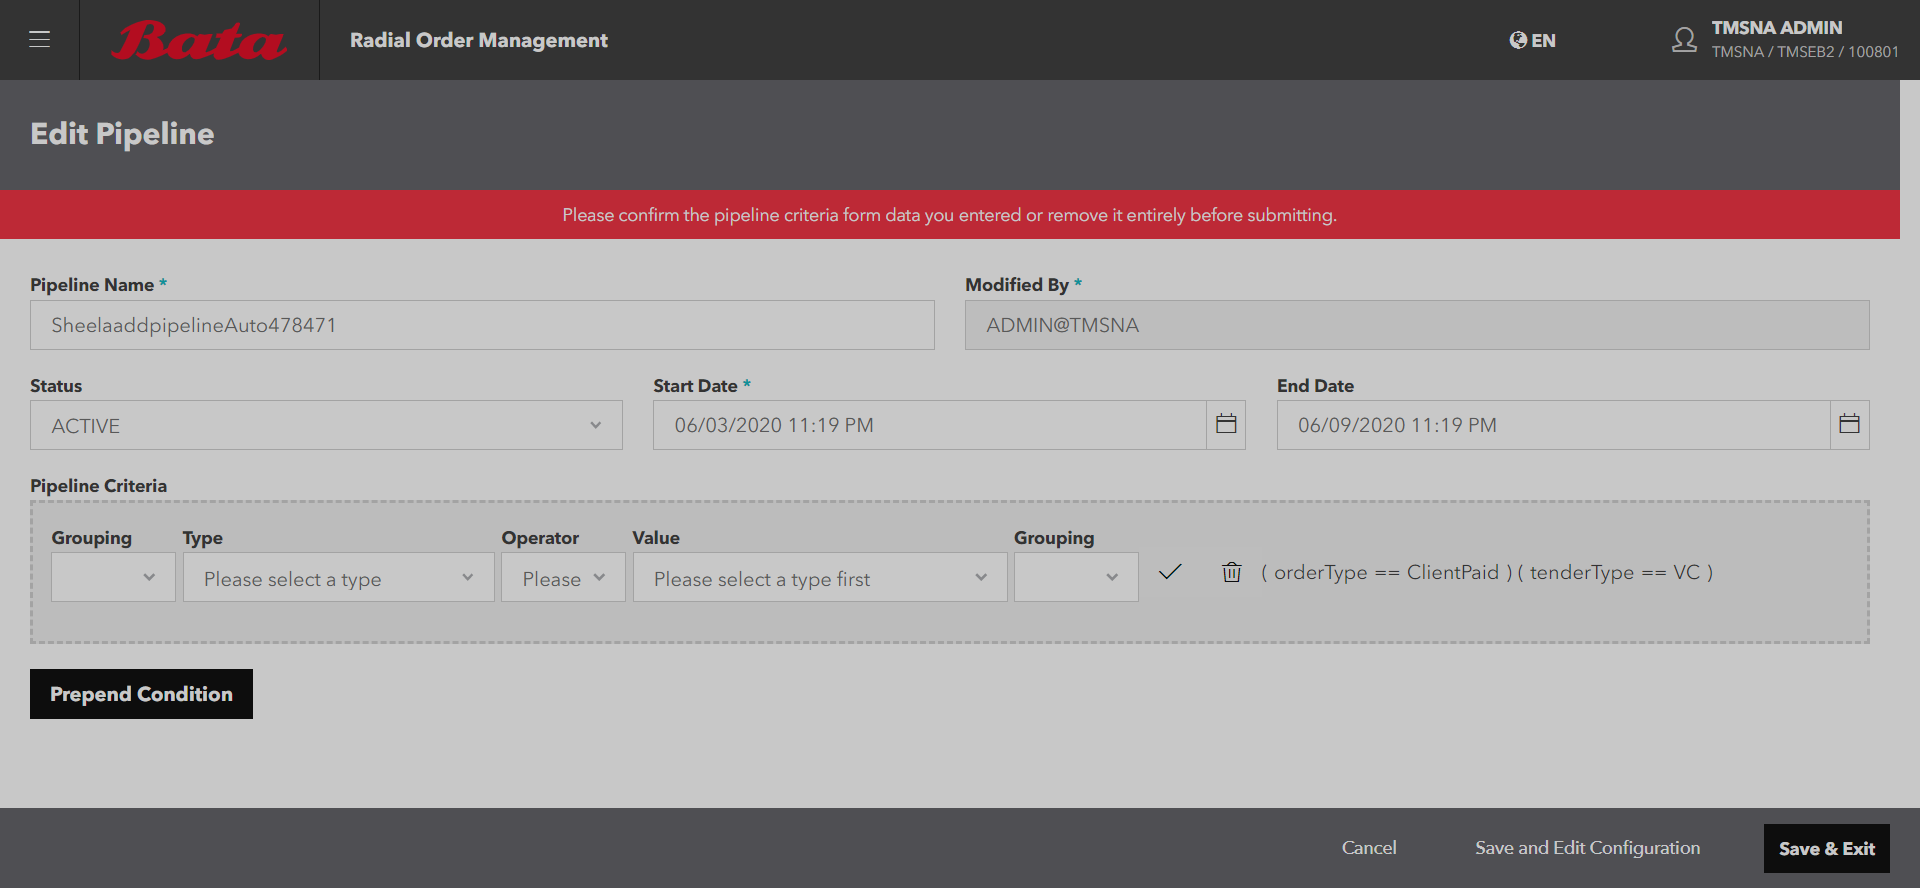 Bata
Radial Order Management
EN
TMSNA ADMIN
TMSNA / TMSEB2 / 100801
Edit Pipeline
Please confirm the pipeline criteria form data you entered or remove it entirely before submitting.
Pipeline Name *
Modified By *
SheelaaddpipelineAuto478471
ADMIN@TMSNA
Status
Start Date *
End Date
ACTIVE
06/03/2020 11:19 PM
06/09/2020 11:19 PM
Pipeline Criteria
Grouping
Type
Operator
Value
Grouping
Please select a type
Please
Please select a type first
( orderType == ClientPaid ) ( tenderType == VC )
Prepend Condition
Cancel
Save and Edit Configuration
Save & Exit